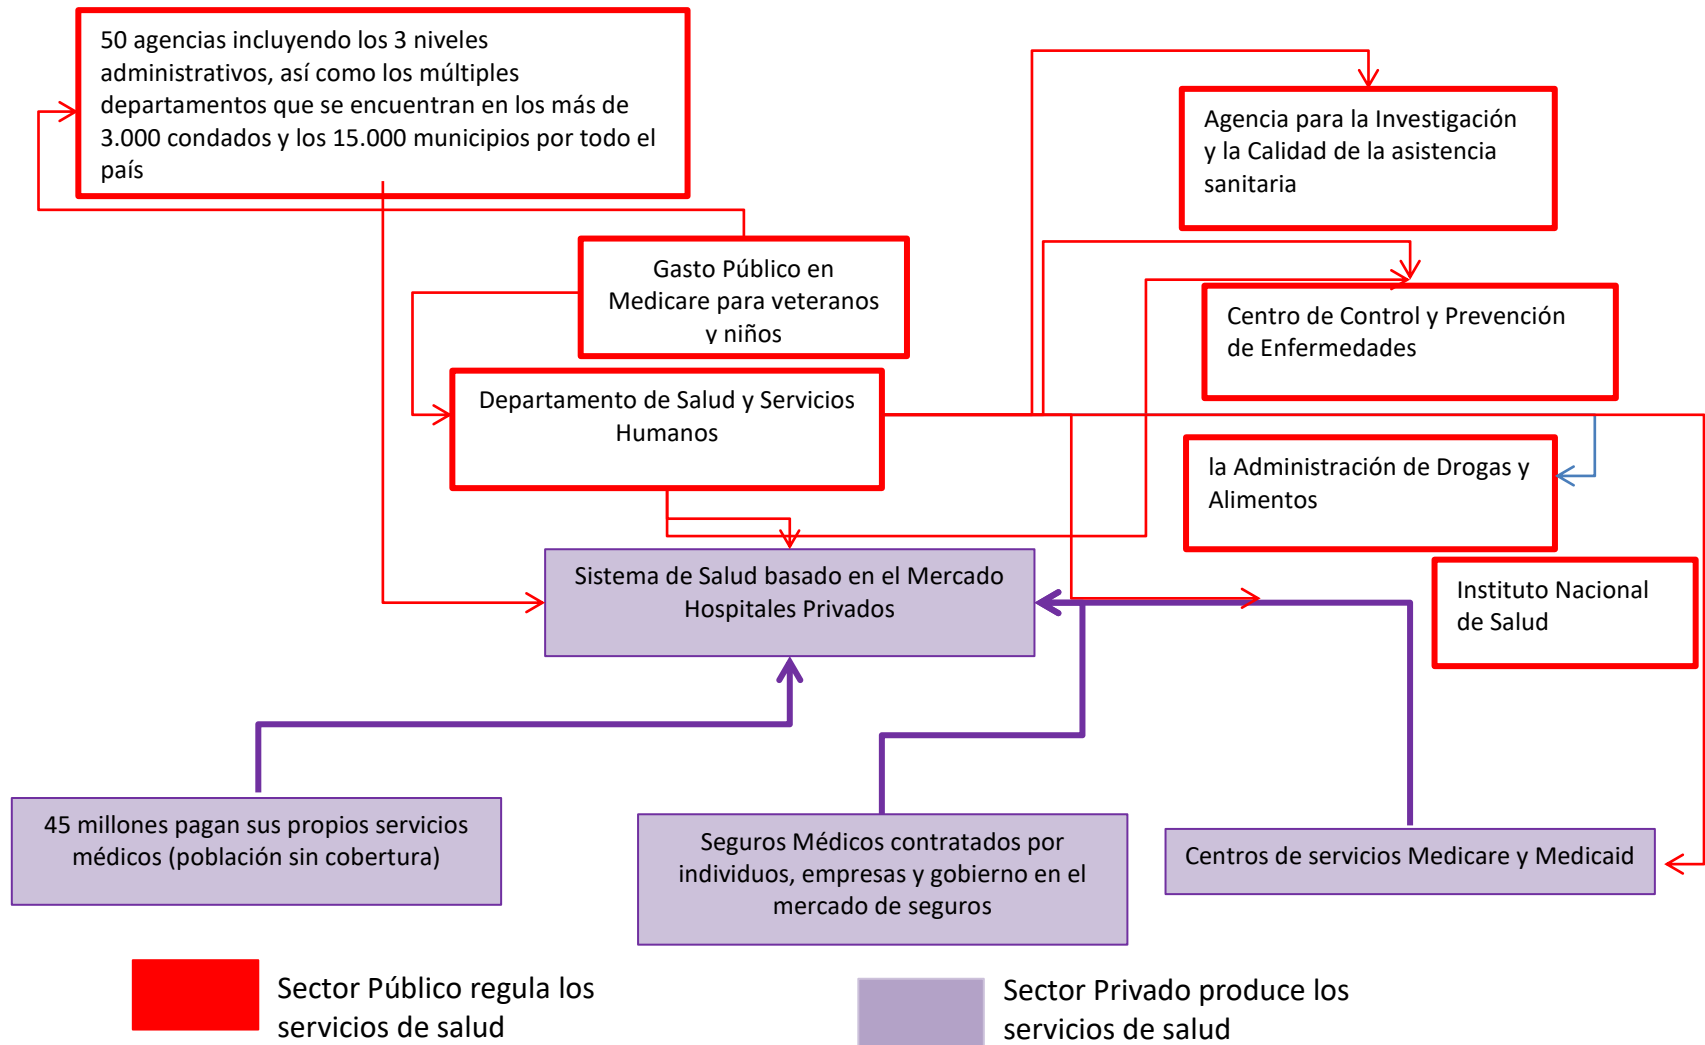 50 agencias incluyendo los 3 niveles
administrativos, así como los múltiples
departamentos que se encuentran en los más de
3.000 condados y los 15.000 municipios por todo el
país
Agencia para la Investigación
y la Calidad de la asistencia
sanitaria
Gasto Público en
Medicare para veteranos
y niños
Centro de Control y Prevención
de Enfermedades
Departamento de Salud y Servicios
Humanos
la Administración de Drogas y
Alimentos
Sistema de Salud basado en el Mercado
Hospitales Privados
Instituto Nacional
de Salud
45 millones pagan sus propios servicios
médicos (población sin cobertura)
Seguros Médicos contratados por
individuos, empresas y gobierno en el
mercado de seguros
Centros de servicios Medicare y Medicaid
Sector Público regula los
servicios de salud
Sector Privado produce los
servicios de salud